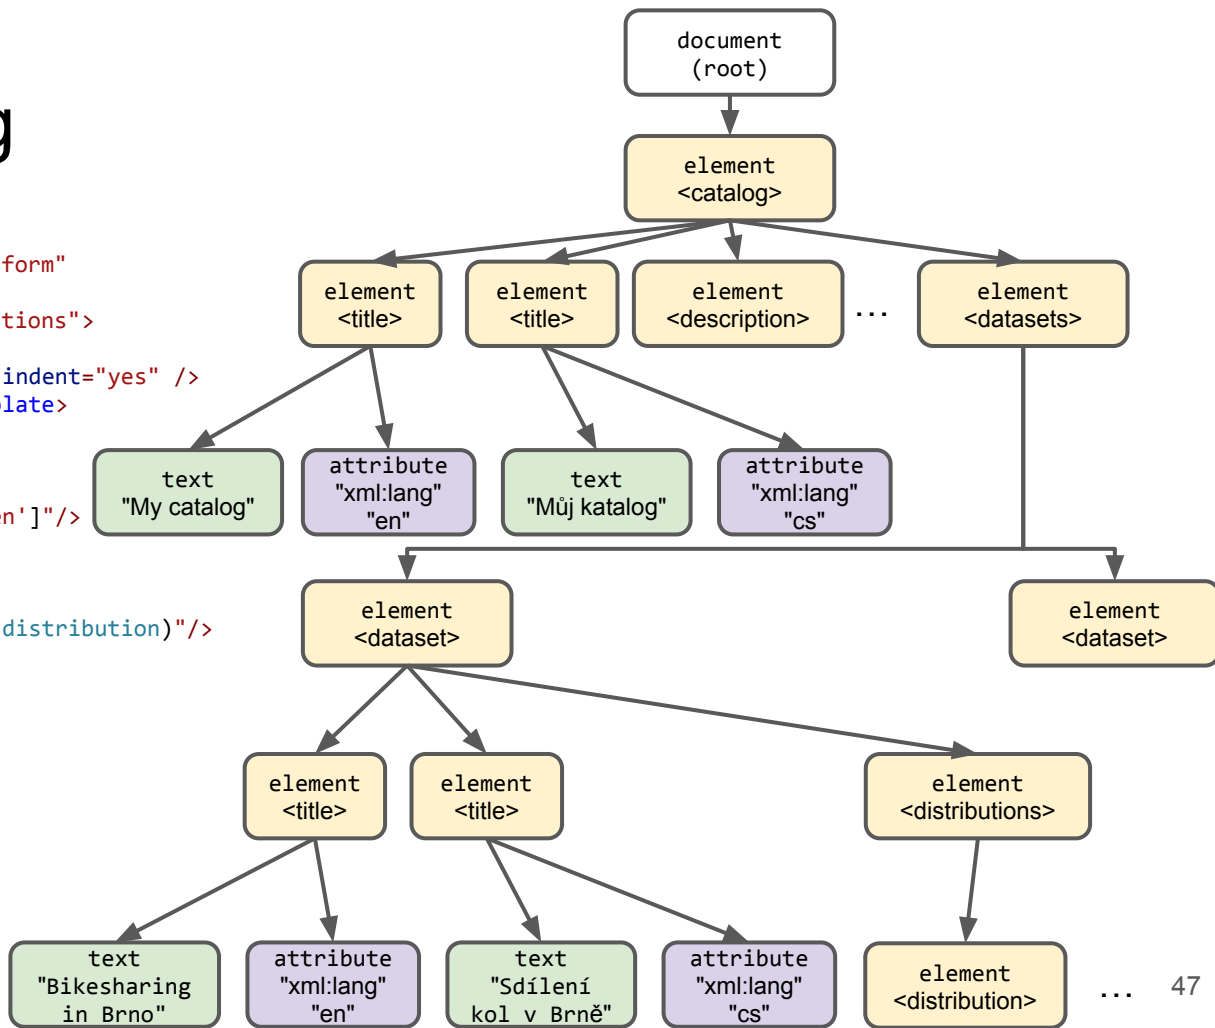 g
document
(root)
element
<catalog>
form"
tions">
indent="yes" />
late>
n']"/>
distribution)"/>
element
<title>
element
<title>
element
<description>
...
element
<datasets>
text
"My catalog"
attribute
"xml:lang"
"en"
text
"Můj katalog"
attribute
"xml:lang"
"cs"
element
<dataset>
element
<dataset>
element
<title>
element
<title>
element
<distributions>
text
"Bikesharing
in Brno"
attribute
"xml:lang"
"en"
text
"Sdílení
kol v Brně"
attribute
"xml:lang"
"cs"
element
<distribution>
...
47